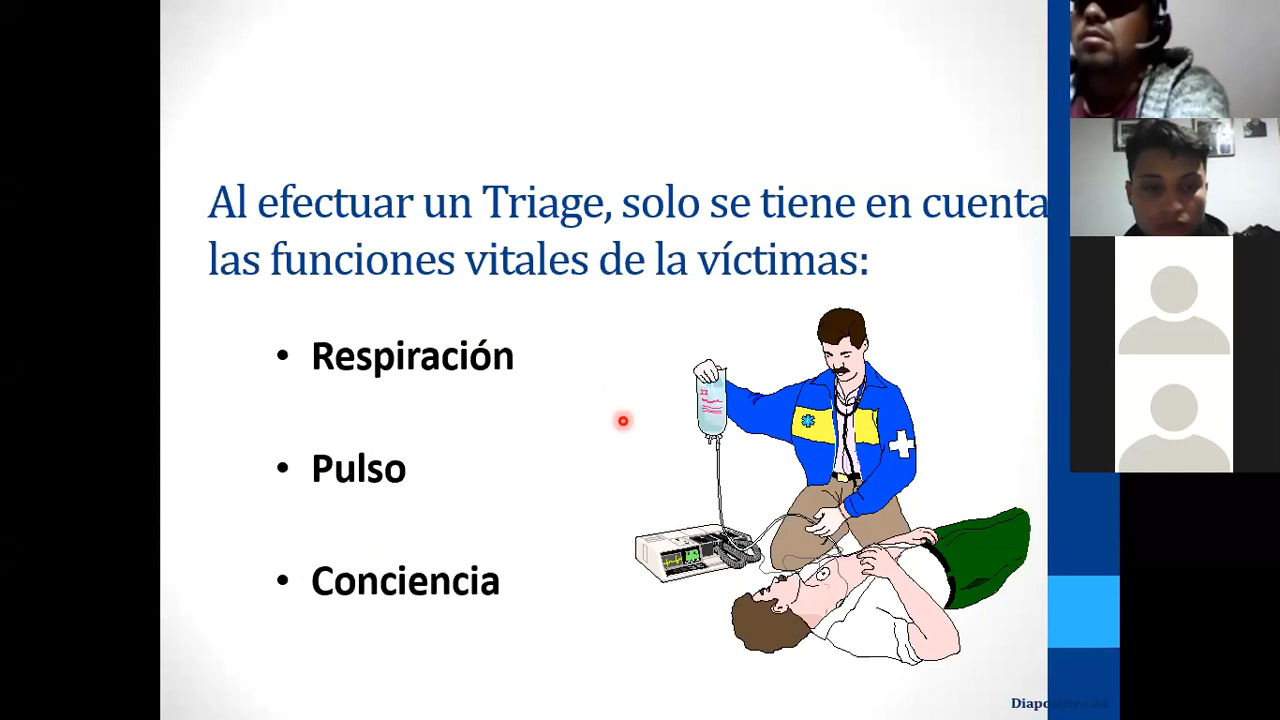 Al efectuar un Triage, solo se tiene en cuenta
las funciones vitales de la víctimas:
• Respiración
• Pulso
• Conciencia